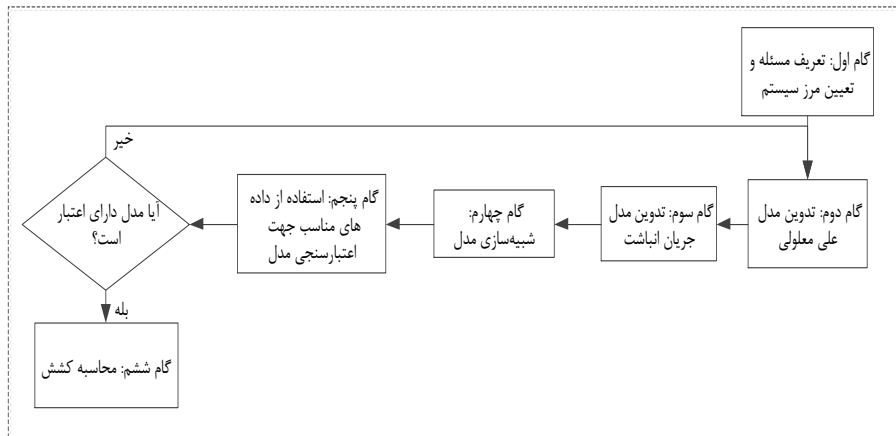 گام اول: تعریف مسئله و
تعیین مرز سیستم
خیر
گام دوم: تدوین مدل
علی معلولی
گام سوم: تدوین مدل
جریان انباشت
گام چهارم:
شبیه‌سازی مدل
گام پنجم: استفاده از داده
های مناسب جهت
اعتبارسنجی مدل
آیا مدل دارای اعتبار
است؟
بله
گام ششم: محاسبه کشش